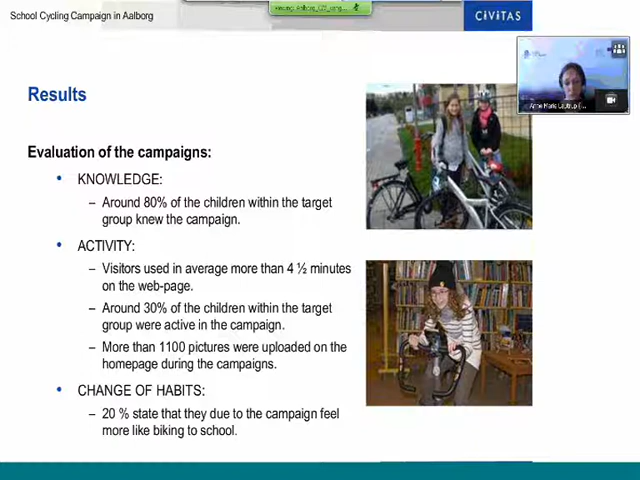 School Cycling Campaign in Aalborg
CIVITAS
Results
Evaluation of the campaigns:
• KNOWLEDGE:
– Around 80% of the children within the target
group knew the campaign.
• ACTIVITY:
– Visitors used in average more than 4 ½ minutes
on the web-page.
– Around 30% of the children within the target
group were active in the campaign.
– More than 1100 pictures were uploaded on the
homepage during the campaigns.
• CHANGE OF HABITS:
– 20 % state that they due to the campaign feel
more like biking to school.